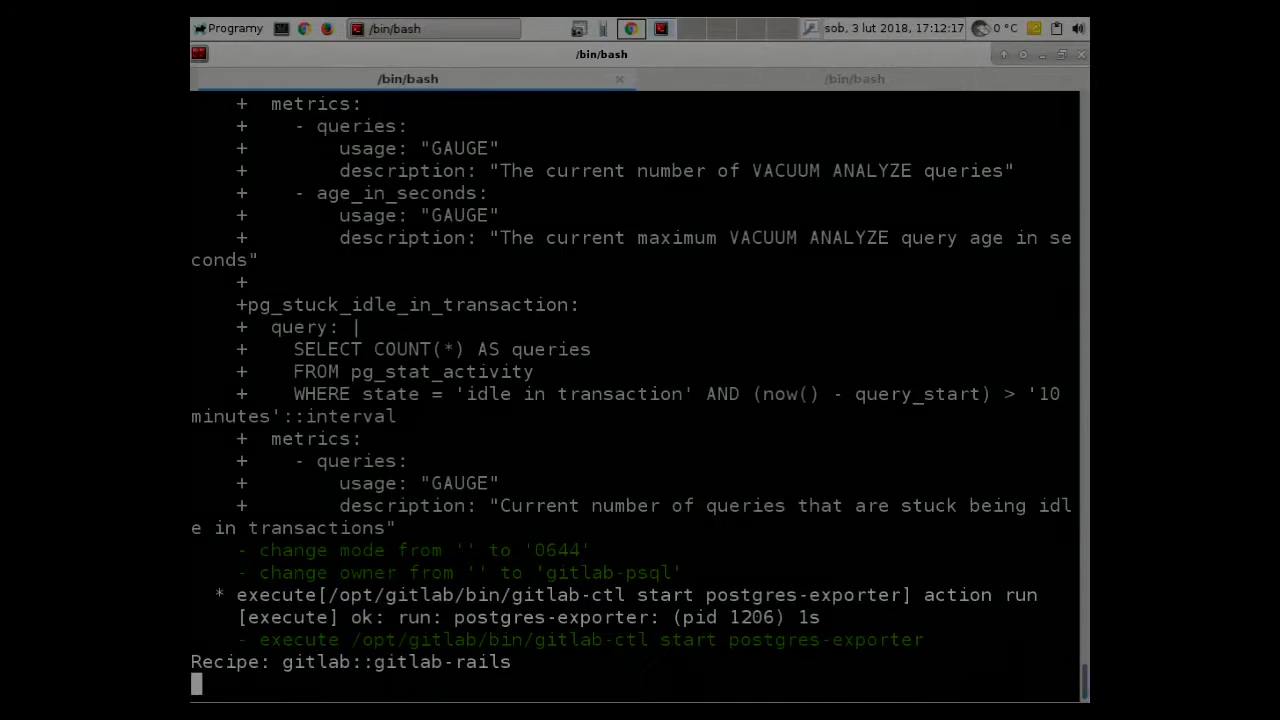 Programy /bin/bash sob, 3 lut 2018, 17:12:17 0 °C
/bin/bash
/bin/bash /bin/bash
+  metrics:
+    - queries:
+        usage: "GAUGE"
+        description: "The current number of VACUUM ANALYZE queries"
+    - age_in_seconds:
+        usage: "GAUGE"
+        description: "The current maximum VACUUM ANALYZE query age in se
conds"
+
+pg_stuck_idle_in_transaction:
+  query: |
+    SELECT COUNT(*) AS queries
+    FROM pg_stat_activity
+    WHERE state = 'idle in transaction' AND (now() - query_start) > '10
minutes'::interval
+  metrics:
+    - queries:
+        usage: "GAUGE"
+        description: "Current number of queries that are stuck being idl
e in transactions"
- change mode from '' to '0644'
- change owner from '' to 'gitlab-psql'
* execute[/opt/gitlab/bin/gitlab-ctl start postgres-exporter] action run
[execute] ok: run: postgres-exporter: (pid 1206) 1s
- execute /opt/gitlab/bin/gitlab-ctl start postgres-exporter
Recipe: gitlab::gitlab-rails